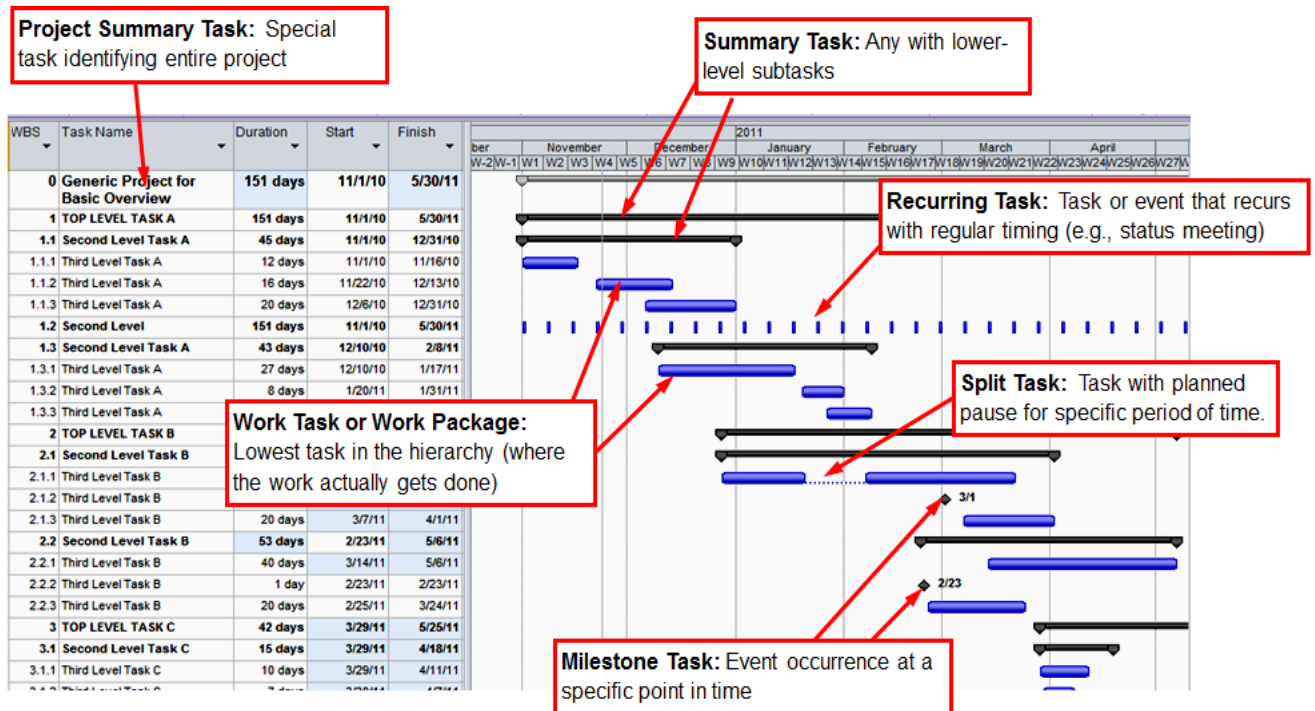 Project Summary Task: Special
task identifying entire project
Summary Task: Any with lower-
level subtasks
WBS Task Name Duration Start Finish
2011
ber November December January February March April
W-2 W-1 W1 W2 W3 W4 W5 W6 W7 W8 W9 W10 W11 W12 W13 W14 W15 W16 W17 W18 W19 W20 W21 W22 W23 W24 W25 W26 W27
0 Generic Project for 151 days 11/1/10 5/30/11
Basic Overview
1 TOP LEVEL TASK A 151 days 11/1/10 5/30/11
1.1 Second Level Task A 45 days 11/1/10 12/31/10
1.1.1 Third Level Task A 12 days 11/1/10 11/16/10
1.1.2 Third Level Task A 16 days 11/22/10 12/13/10
1.1.3 Third Level Task A 20 days 12/6/10 12/31/10
1.2 Second Level 151 days 11/1/10 5/30/11
1.3 Second Level Task A 43 days 12/10/10 2/8/11
1.3.1 Third Level Task A 27 days 12/10/10 1/17/11
1.3.2 Third Level Task A 8 days 1/20/11 1/31/11
1.3.3 Third Level Task A
2 TOP LEVEL TASK B
2.1 Second Level Task B
2.1.1 Third Level Task B
2.1.2 Third Level Task B 3/1
2.1.3 Third Level Task B 20 days 3/7/11 4/1/11
2.2 Second Level Task B 53 days 2/23/11 5/6/11
2.2.1 Third Level Task B 40 days 3/14/11 5/6/11
2.2.2 Third Level Task B 1 day 2/23/11 2/23/11 2/23
2.2.3 Third Level Task B 20 days 2/25/11 3/24/11
3 TOP LEVEL TASK C 42 days 3/29/11 5/25/11
3.1 Second Level Task C 15 days 3/29/11 4/18/11
3.1.1 Third Level Task C 10 days 3/29/11 4/11/11
Recurring Task: Task or event that recurs
with regular timing (e.g., status meeting)
Split Task: Task with planned
pause for specific period of time.
Work Task or Work Package:
Lowest task in the hierarchy (where
the work actually gets done)
Milestone Task: Event occurrence at a
specific point in time